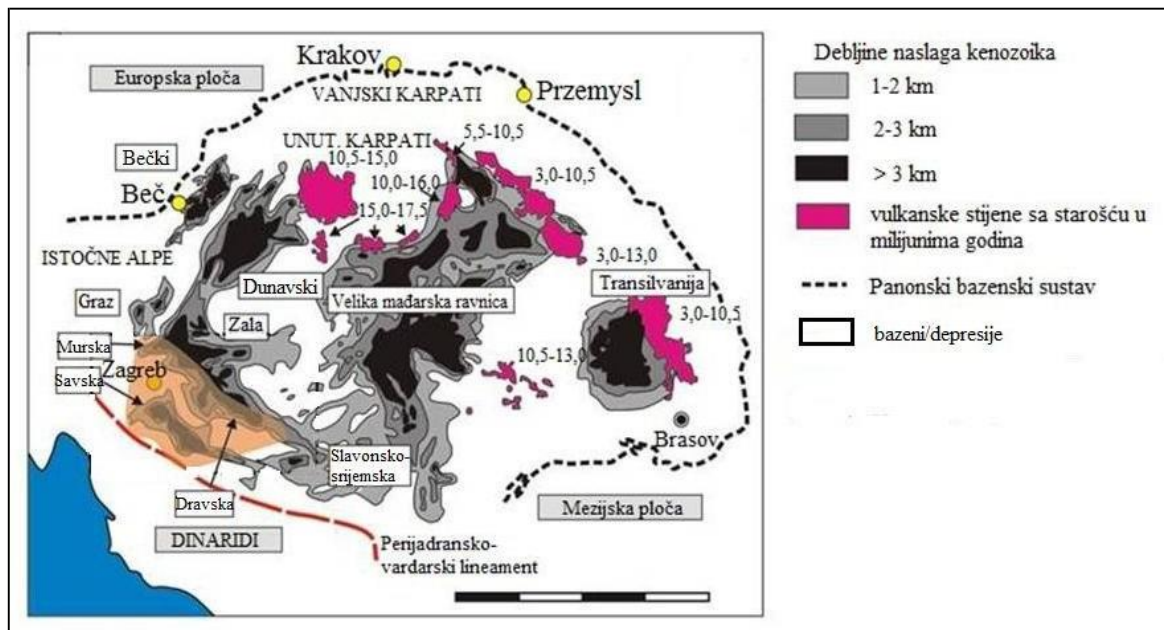 Krakov
Europska ploča
VANJSKI KARPATI
Przemysl
UNUT. KARPATI
5,5-10,5
Bečki
10,5-15,0
10,0-16,0
3,0-10,5
Beč
15,0-17,5
ISTOČNE ALPE
3,0-13,0
Dunavski
Transilvanija
Graz
Velika mađarska ravnica
3,0-10,5
Zala
Murska
Zagreb
10,5-13,0
Savska
Brasov
Slavonsko-
srijemska
Dravska
Mezijska ploča
DINARIDI
Perijadransko-
vardarski lineament
Debljine naslaga kenozoika
1-2 km
2-3 km
> 3 km
vulkanske stijene sa starošću u
milijunima godina
Panonski bazenski sustav
bazeni/depresije